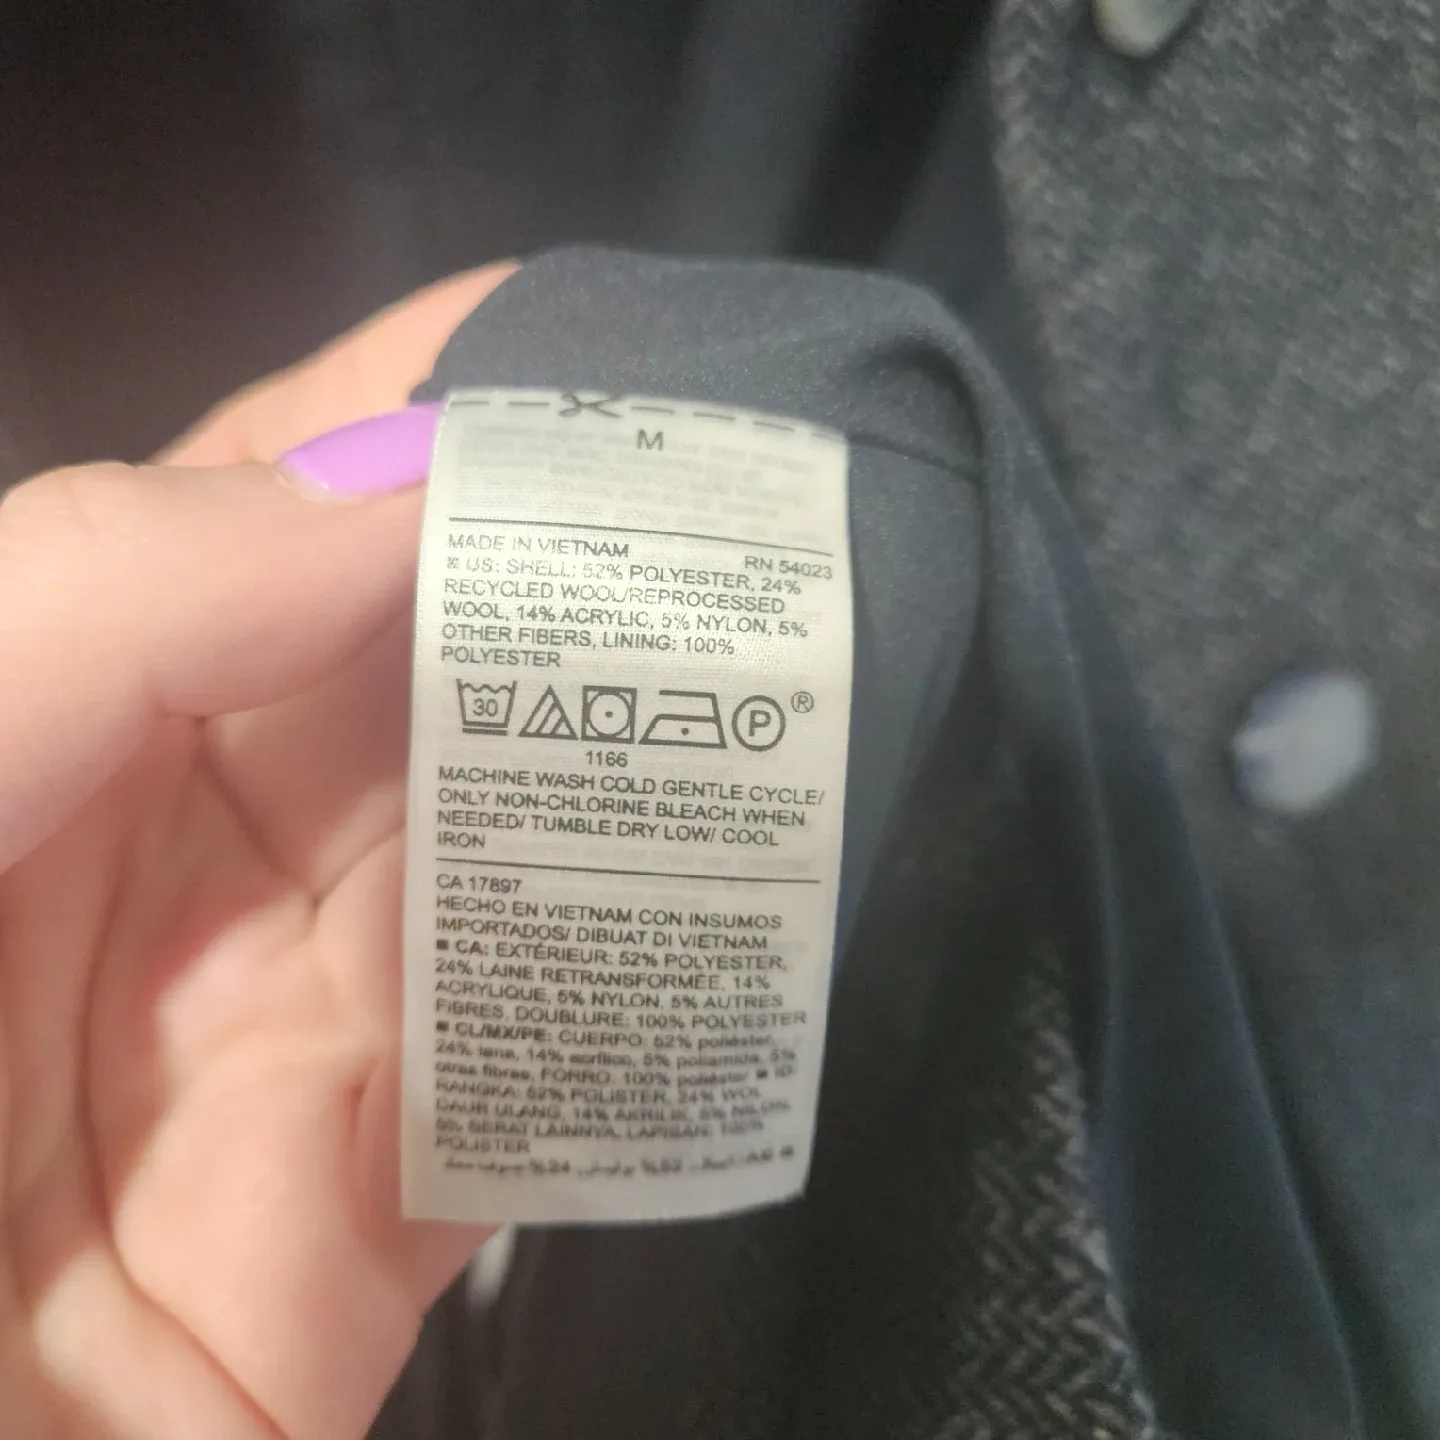 M
MADE IN VIETNAM RN 54023
US: SHELL: 52% POLYESTER, 24%
RECYCLED WOOL/REPROCESSED
WOOL, 14% ACRYLIC, 5% NYLON, 5%
OTHER FIBERS, LINING: 100%
POLYESTER
30 P ®
1166
MACHINE WASH COLD GENTLE CYCLE/
ONLY NON-CHLORINE BLEACH WHEN
NEEDED/ TUMBLE DRY LOW/ COOL
IRON
CA 17897
HECHO EN VIETNAM CON INSUMOS
IMPORTADOS/ DIBUAT DI VIETNAM
■ CA: EXTÉRIEUR: 52% POLYESTER,
24% LAINE RETRANSFORMÉE, 14%
ACRYLIQUE, 5% NYLON, 5% AUTRES
FIBRES, DOUBLURE: 100% POLYESTER
■ CL/MX/PE: CUERPO: 52% poliéster,
24% lana, 14% acrílico, 5% poliamida, 5%
otras fibras, FORRO: 100% poliéster ■ ID:
RANGKA: 52% POLISTER, 24% WOL
DAUR ULANG, 14% AKRILIK, 5% NILON,
5% SERAT LAINNYA, LAPISAN: 100%
POLISTER